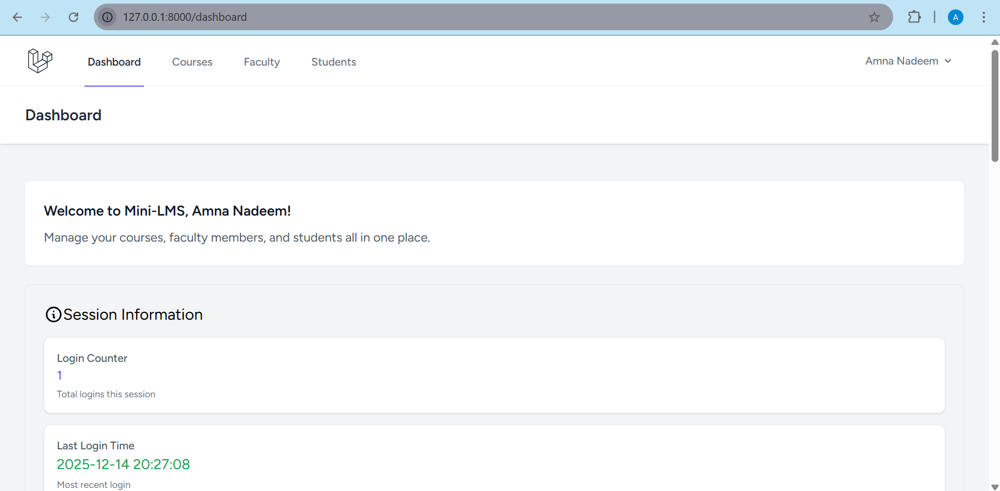 127.0.0.1:8000/dashboard
A
Dashboard Courses Faculty Students Amna Nadeem
Dashboard
Welcome to Mini-LMS, Amna Nadeem!
Manage your courses, faculty members, and students all in one place.
Session Information
Login Counter
1
Total logins this session
Last Login Time
2025-12-14 20:27:08
Most recent login